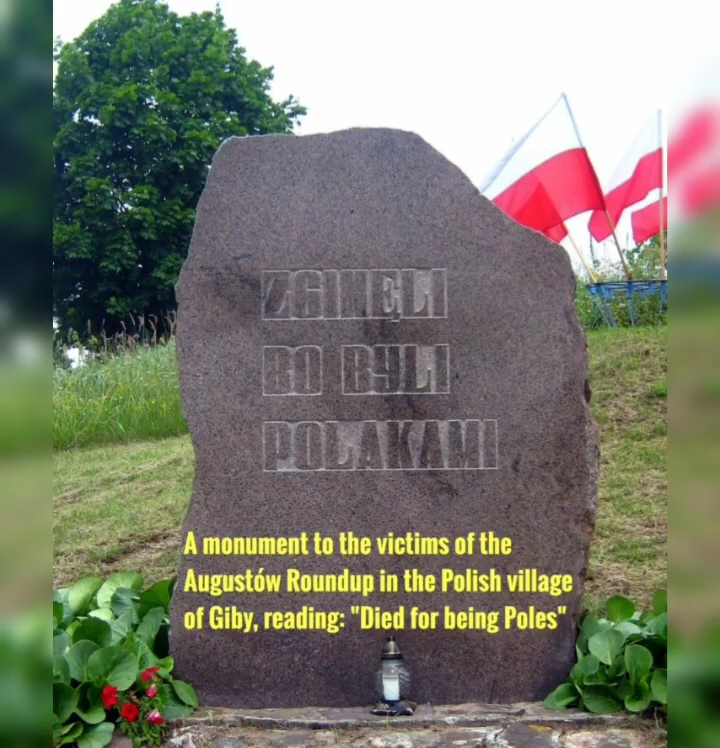 ZGINĘLI
BO BYLI
POLAKAMI
A monument to the victims of the
Augustów Roundup in the Polish village
of Giby, reading: "Died for being Poles"